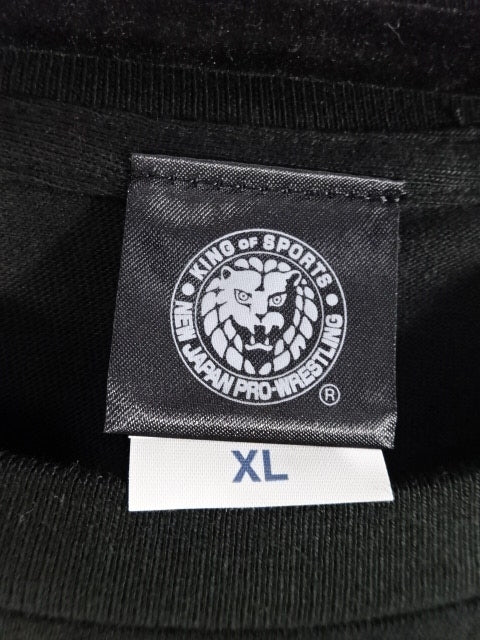 KING OF SPORTS
NEW JAPAN PRO-WRESTLING
®
XL